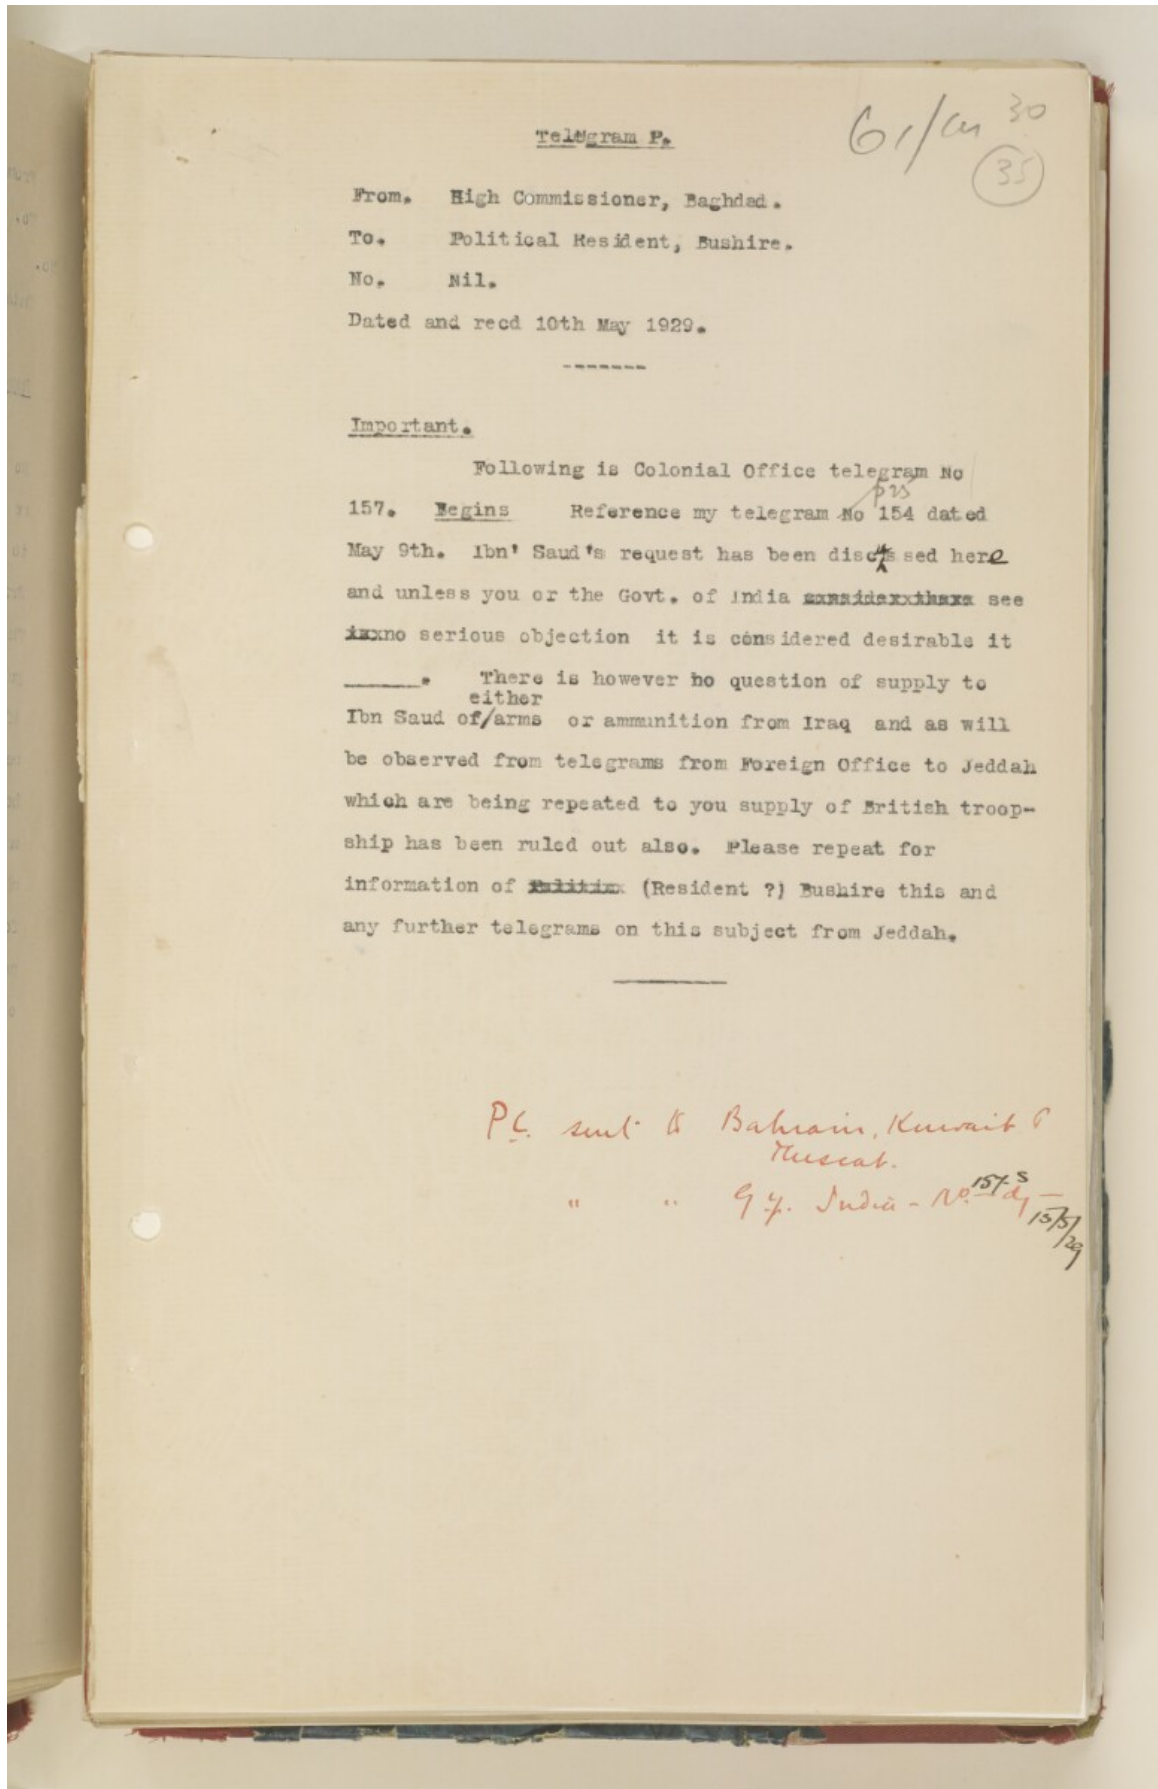 61/14 30
35
Telegram P.
From. High Commissioner, Baghdad.
To. Political Resident, Bushire.
No. Nil.
Dated and recd 10th May 1929.
-------
Important.
Following is Colonial Office telegram No
p25
157. Begins Reference my telegram No 154 dated
May 9th. Ibn' Saud's request has been discussed here
and unless you or the Govt. of India considerxthere see
isxno serious objection it is considered desirable it
______. There is however no question of supply to
either
Ibn Saud of/arms or ammunition from Iraq and as will
be observed from telegrams from Foreign Office to Jeddah
which are being repeated to you supply of British troop-
ship has been ruled out also. Please repeat for
information of (Resident ?) Bushire this and
any further telegrams on this subject from Jeddah.
P.C. sent to Bahrain, Kuwait &
Muscat.
" " G of. India - No 157-S of
15/5/29